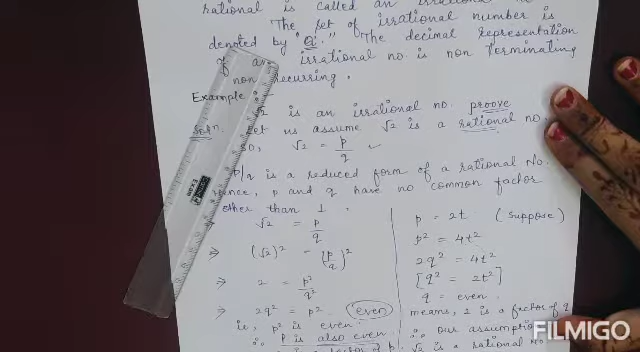 rational is called an
The set of irrational number is
denoted by "Q'." The decimal representation
of an irrational no. is non terminating
non recurring.
Example
√2 is an irrational no. proove
Soln. Let us assume √2 is a rational no.
so, √2 = p/q
p/q is a reduced form of a rational No.
p and q have no common factor
other than 1.
√2 = p/q
⇒ (√2)² = (p/q)²
⇒ 2 = p²/q²
⇒ 2q² = p². even
ie, p² is even.
∴ p is also even
is a factor of p.
p = 2t (suppose)
p² = 4t²
2q² = 4t²
[q² = 2t²]
q = even.
means, 2 is a factor of q
∴ our assumption
√2 is a rational no
FILMIGO